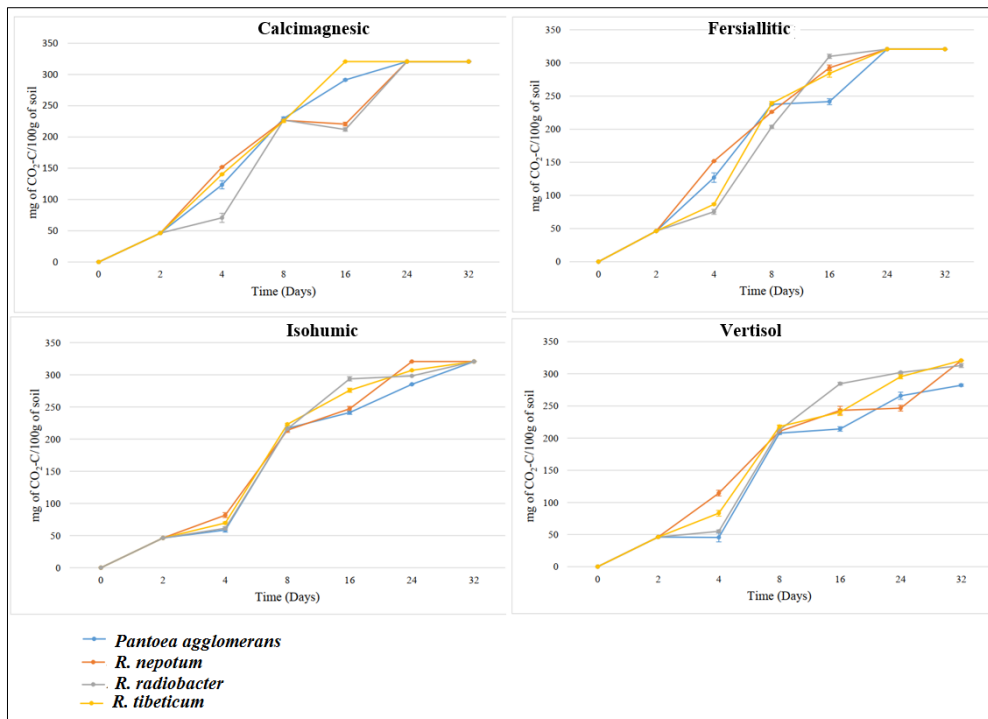 Calcimagnesic
mg of CO₂-C/100g of soil
350
300
250
200
150
100
50
0
0 2 4 8 16 24 32
Time (Days)
Fersiallitic
mg of CO₂-C/100g of soil
350
300
250
200
150
100
50
0
0 2 4 8 16 24 32
Time (Days)
Isohumic
mg of CO₂-C/100g of soil
350
300
250
200
150
100
50
0
0 2 4 8 16 24 32
Time (Days)
Vertisol
mg of CO₂-C/100g of soil
350
300
250
200
150
100
50
0
0 2 4 8 16 24 32
Time (Days)
Pantoea agglomerans
R. nepotum
R. radiobacter
R. tibeticum